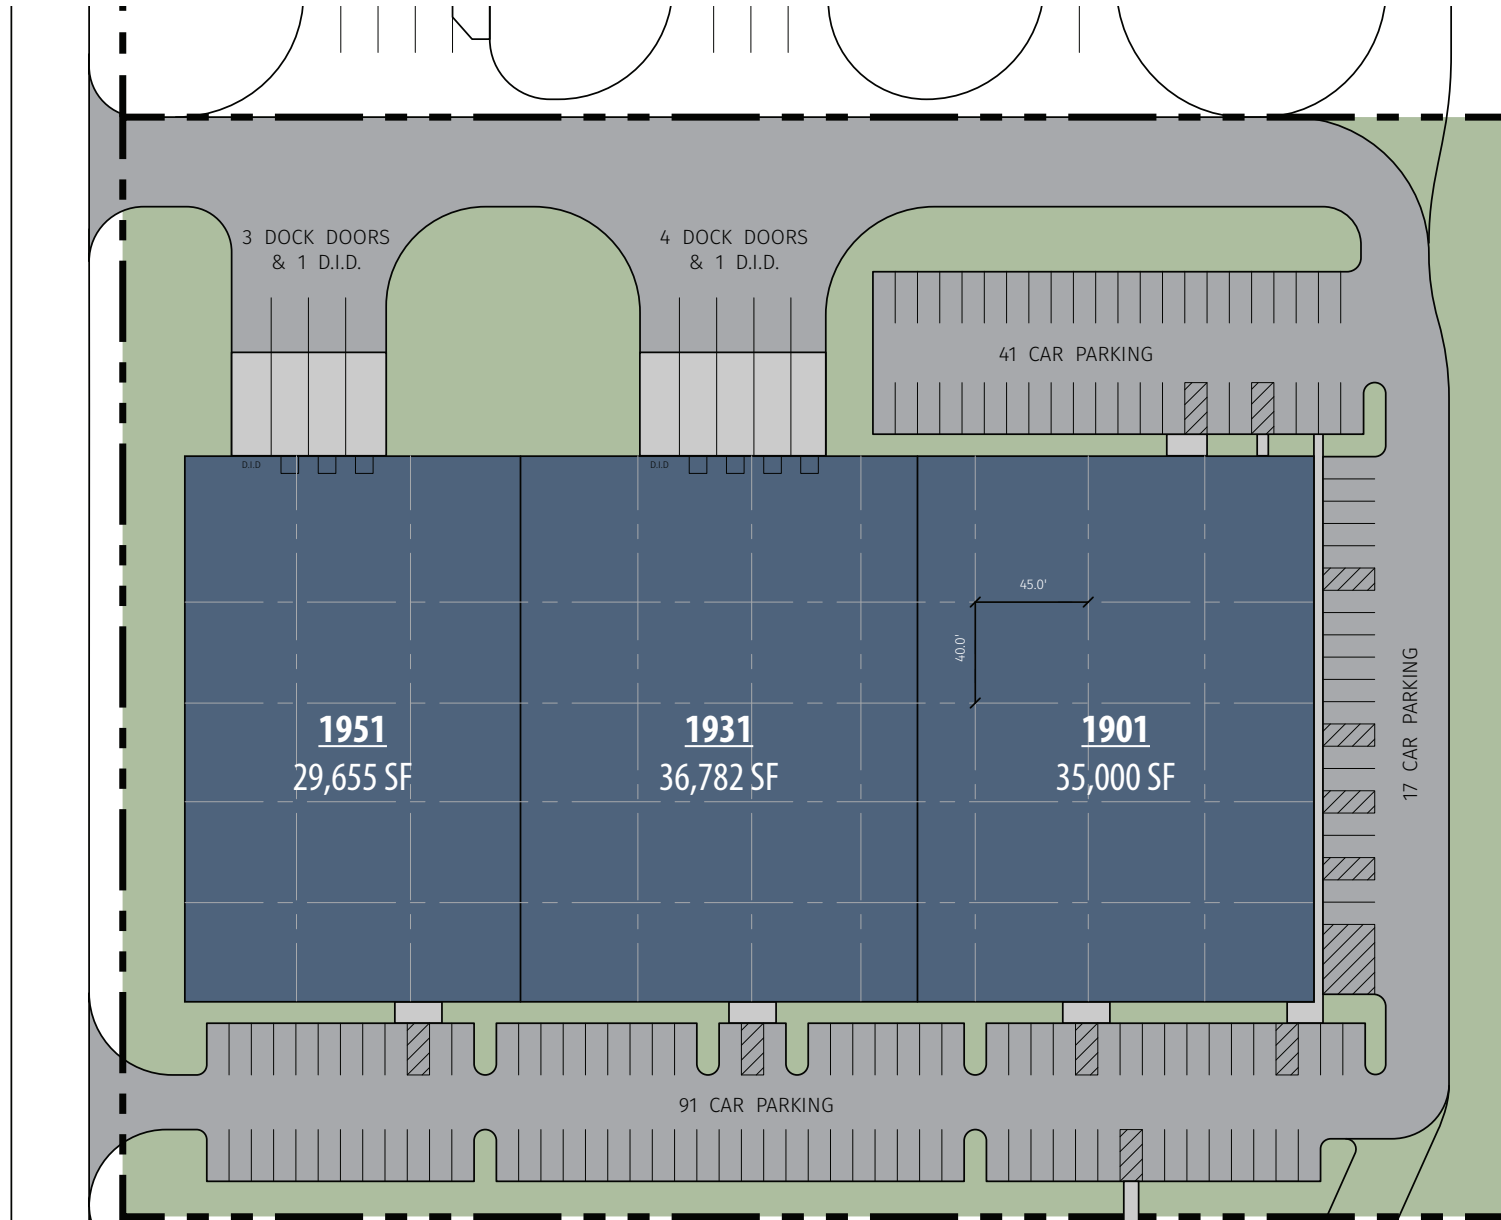 3 DOCK DOORS
& 1 D.I.D.
4 DOCK DOORS
& 1 D.I.D.
41 CAR PARKING
D.I.D
D.I.D
45.0'
40.0'
1951
29,655 SF
1931
36,782 SF
1901
35,000 SF
17 CAR PARKING
91 CAR PARKING